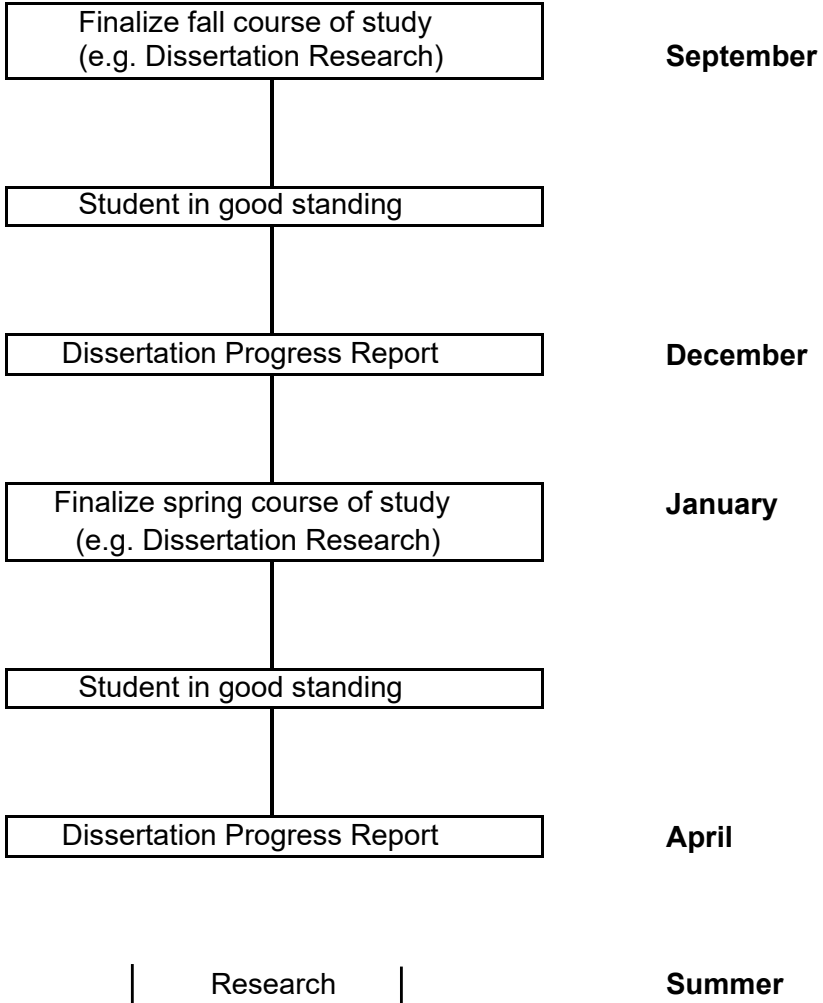 Finalize fall course of study
(e.g. Dissertation Research)
September
Student in good standing
Dissertation Progress Report
December
Finalize spring course of study
(e.g. Dissertation Research)
January
Student in good standing
Dissertation Progress Report
April
Research
Summer